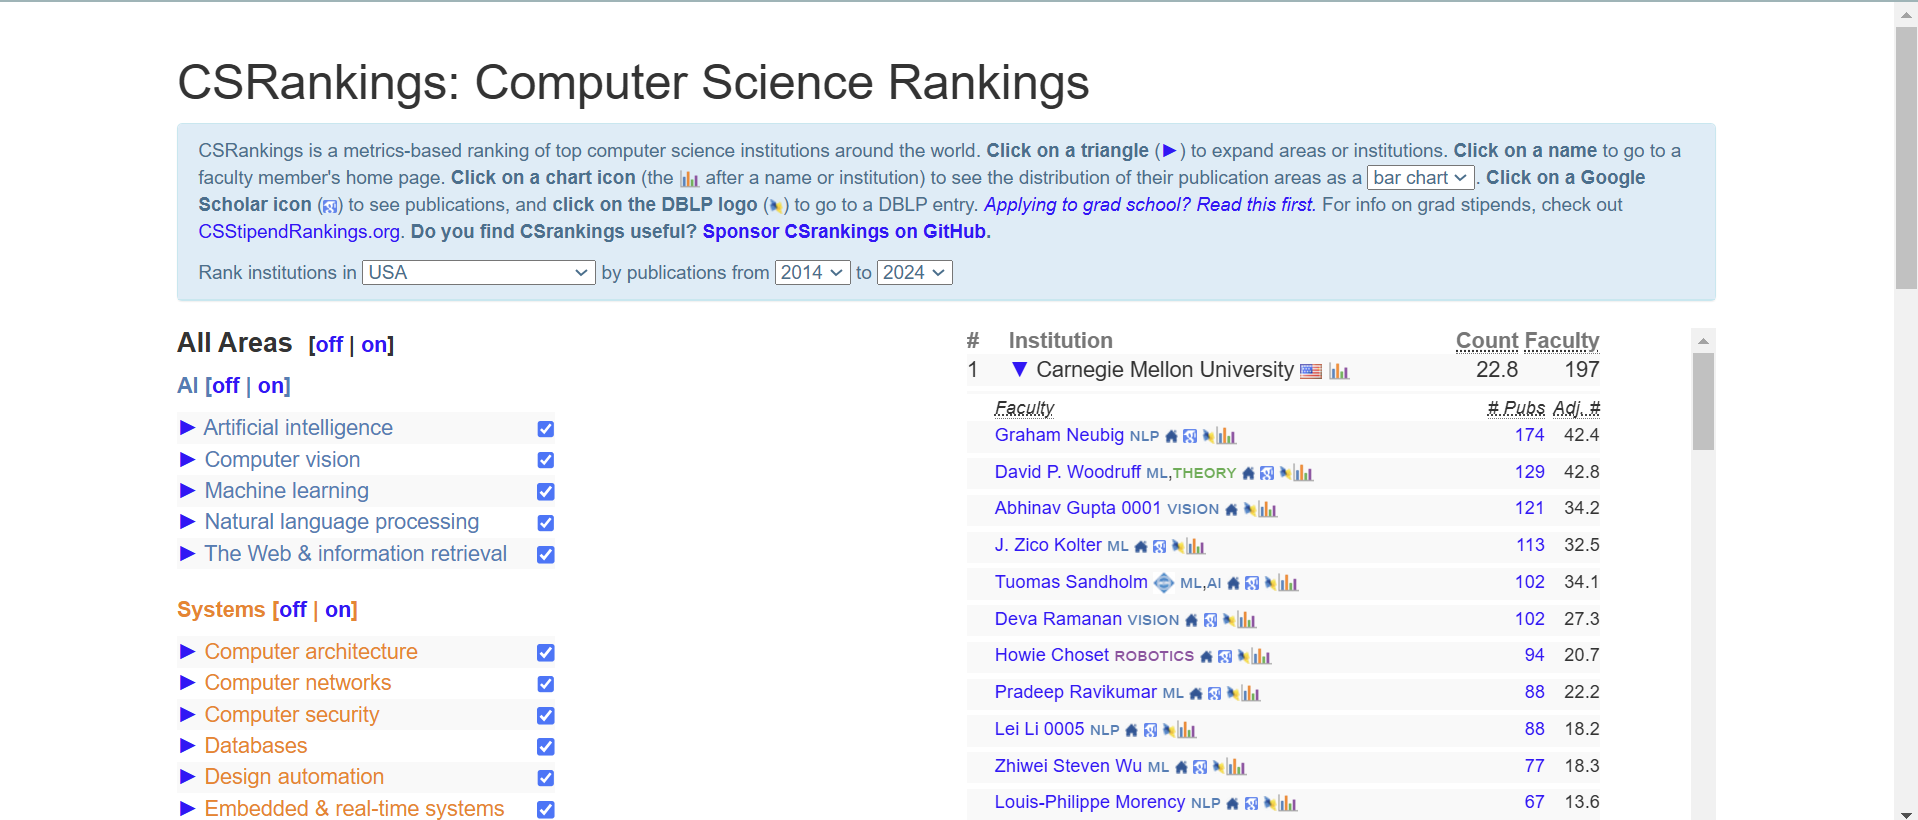 CSRankings: Computer Science Rankings
CSRankings is a metrics-based ranking of top computer science institutions around the world. Click on a triangle (▶) to expand areas or institutions. Click on a name to go to a
faculty member's home page. Click on a chart icon (the after a name or institution) to see the distribution of their publication areas as a bar chart. Click on a Google
Scholar icon () to see publications, and click on the DBLP logo () to go to a DBLP entry. Applying to grad school? Read this first. For info on grad stipends, check out
CSStipendRankings.org. Do you find CSrankings useful? Sponsor CSrankings on GitHub.
Rank institutions in USA by publications from 2014 to 2024
All Areas [off | on]
AI [off | on]
▶ Artificial intelligence
▶ Computer vision
▶ Machine learning
▶ Natural language processing
▶ The Web & information retrieval
Systems [off | on]
▶ Computer architecture
▶ Computer networks
▶ Computer security
▶ Databases
▶ Design automation
▶ Embedded & real-time systems
# Institution Count Faculty
1 ▼ Carnegie Mellon University 22.8 197
Faculty # Pubs Adj. #
Graham Neubig NLP 174 42.4
David P. Woodruff ML,THEORY 129 42.8
Abhinav Gupta 0001 VISION 121 34.2
J. Zico Kolter ML 113 32.5
Tuomas Sandholm ML,AI 102 34.1
Deva Ramanan VISION 102 27.3
Howie Choset ROBOTICS 94 20.7
Pradeep Ravikumar ML 88 22.2
Lei Li 0005 NLP 88 18.2
Zhiwei Steven Wu ML 77 18.3
Louis-Philippe Morency NLP 67 13.6